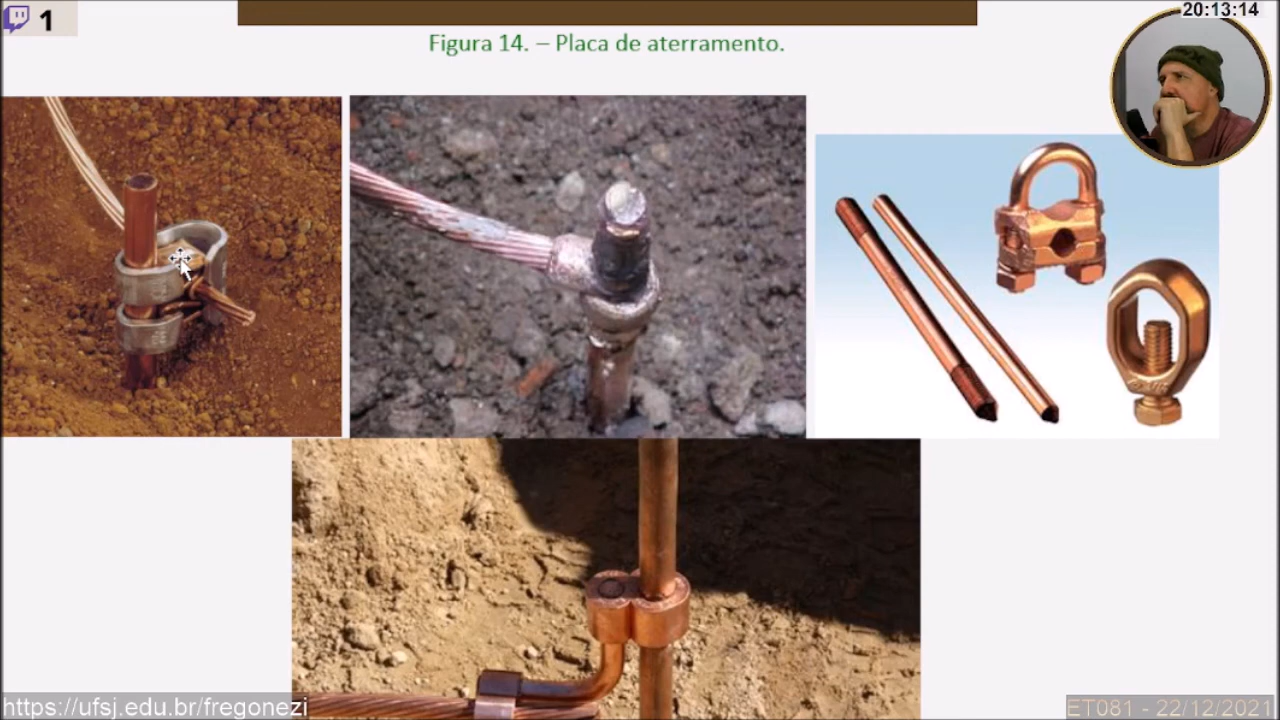 1
20:13:14
Figura 14. – Placa de aterramento.
https://ufsj.edu.br/fregonezi
ET081 - 22/12/2021